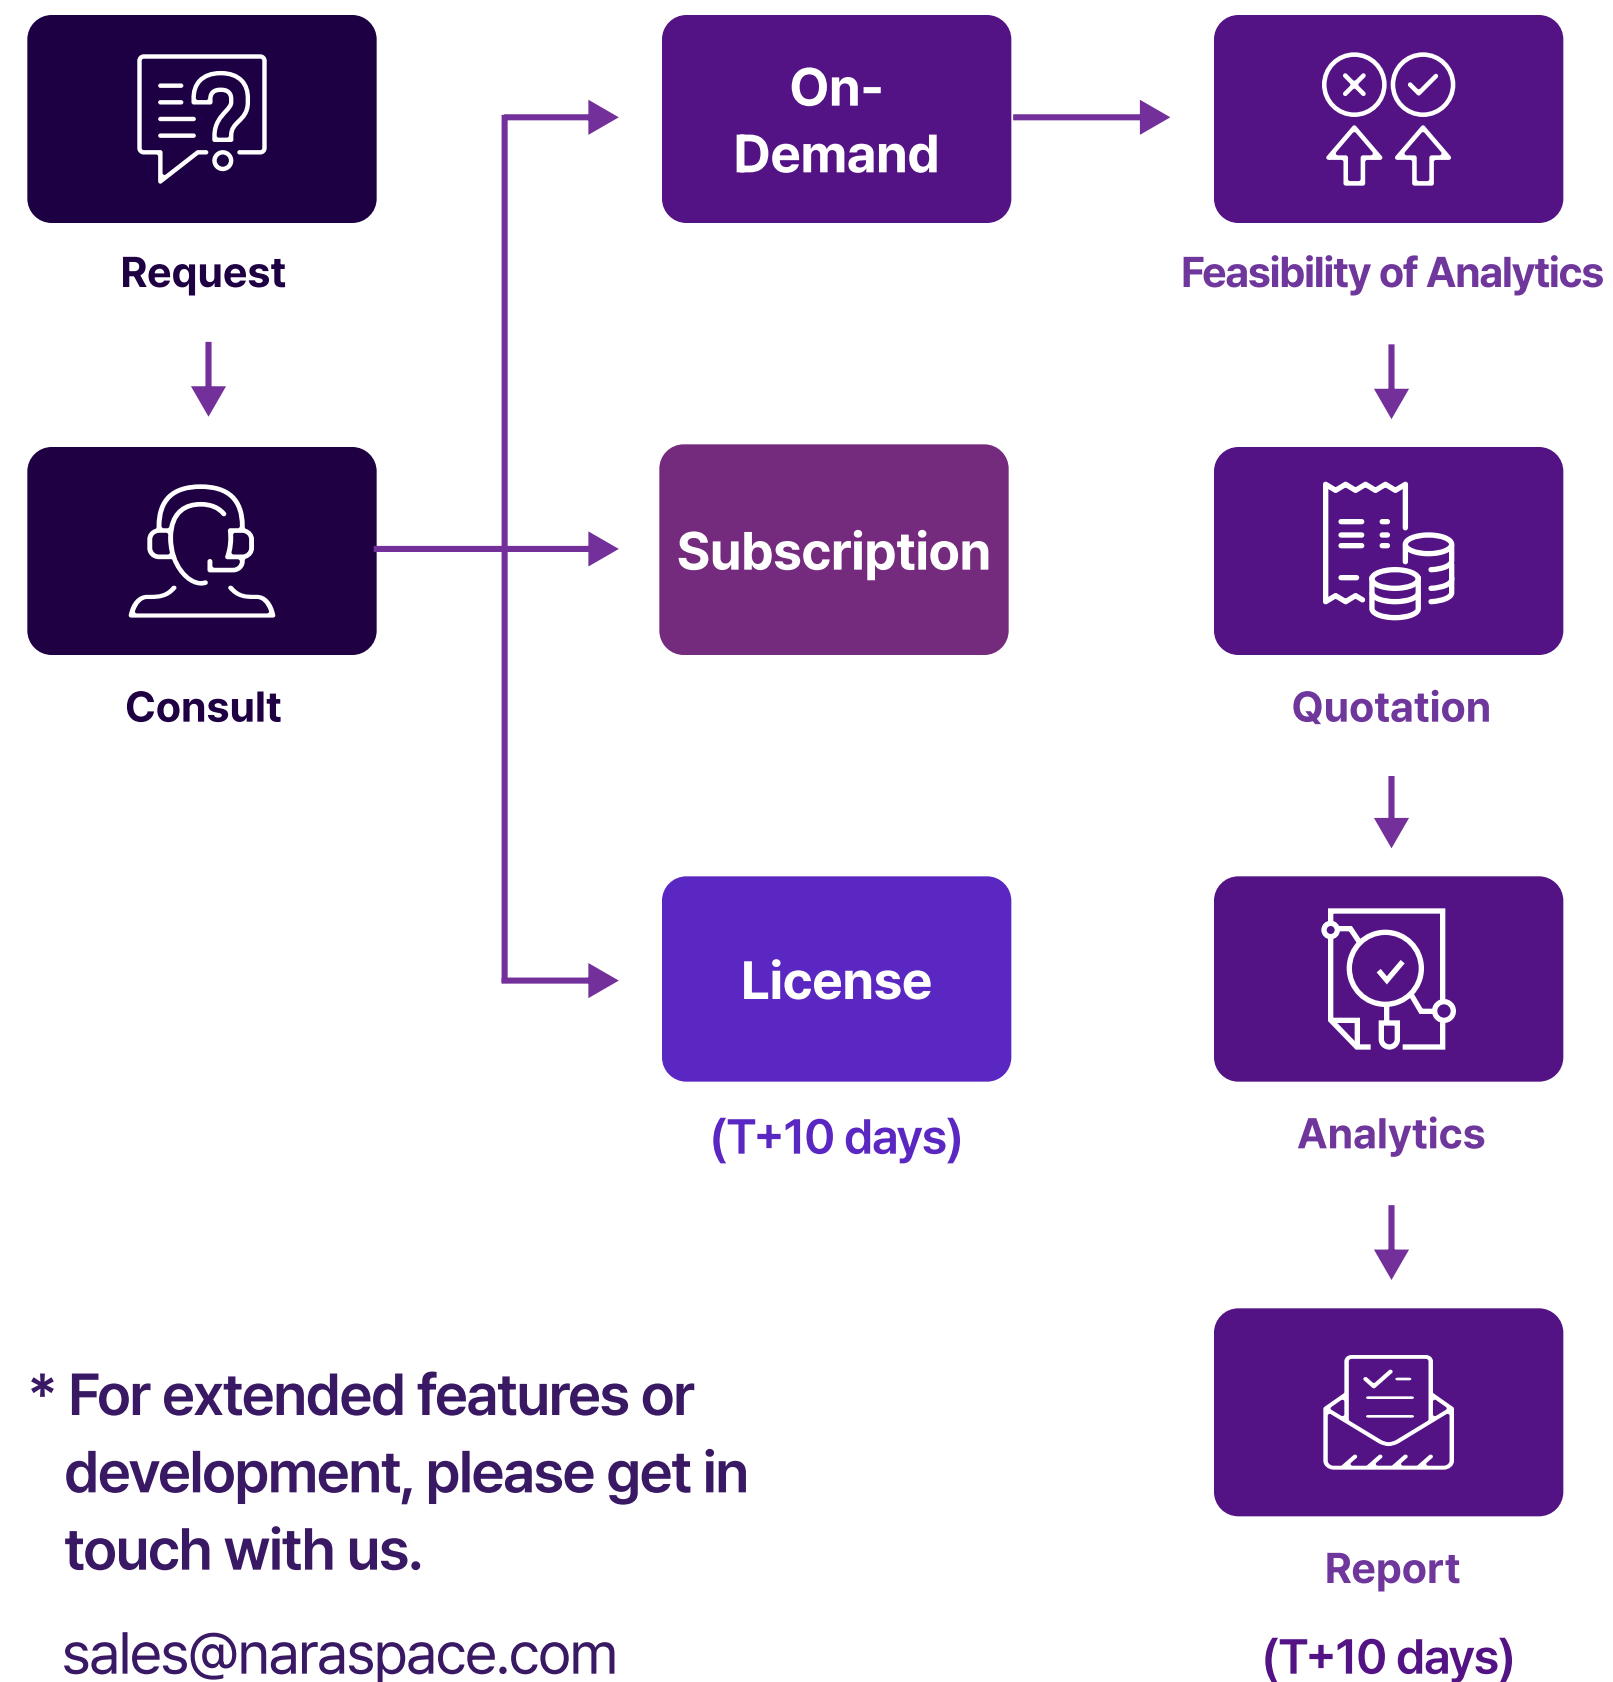 Request
Consult
On-
Demand
Subscription
License
(T+10 days)
Feasibility of Analytics
Quotation
Analytics
Report
(T+10 days)
* For extended features or
development, please get in
touch with us.
sales@naraspace.com